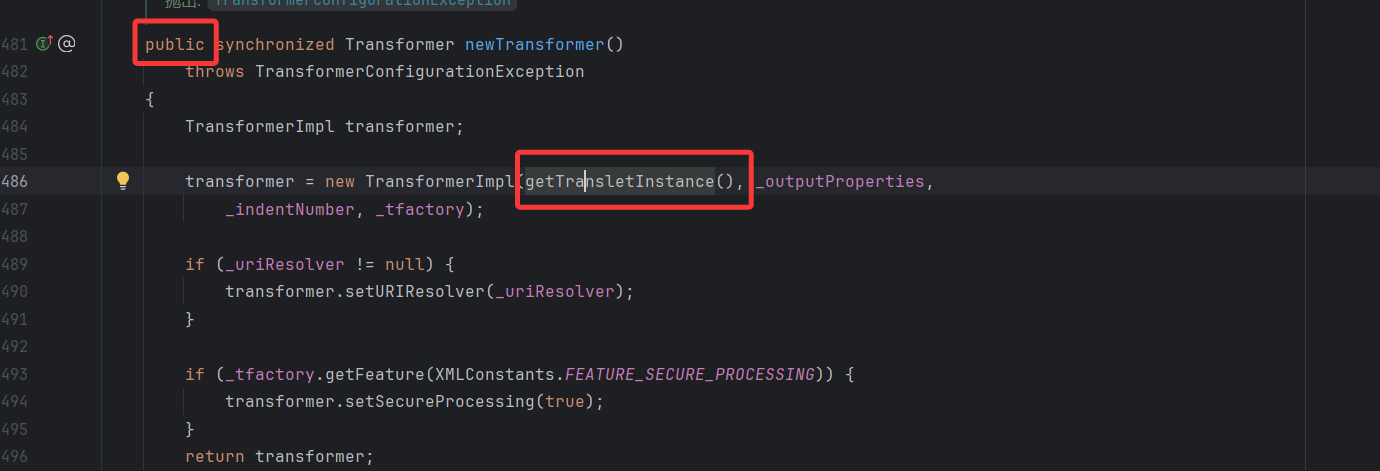 抛出: TransformerConfigurationException
481 public synchronized Transformer newTransformer()
482 throws TransformerConfigurationException
483 {
484 TransformerImpl transformer;
485
486 transformer = new TransformerImpl(getTransletInstance(), _outputProperties,
487 _indentNumber, _tfactory);
488
489 if (_uriResolver != null) {
490 transformer.setURIResolver(_uriResolver);
491 }
492
493 if (_tfactory.getFeature(XMLConstants.FEATURE_SECURE_PROCESSING)) {
494 transformer.setSecureProcessing(true);
495 }
496 return transformer;